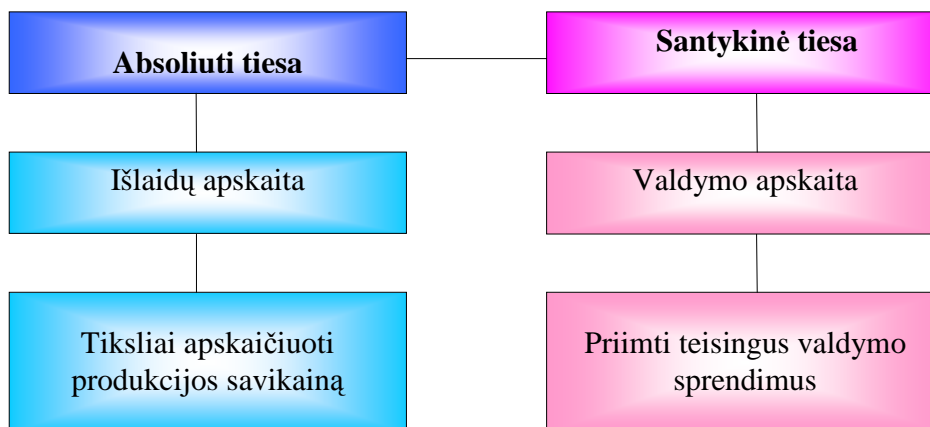 Absoliuti tiesa
Santykinė tiesa
Išlaidų apskaita
Valdymo apskaita
Tiksliai apskaičiuoti
produkcijos savikainą
Priimti teisingus valdymo
sprendimus